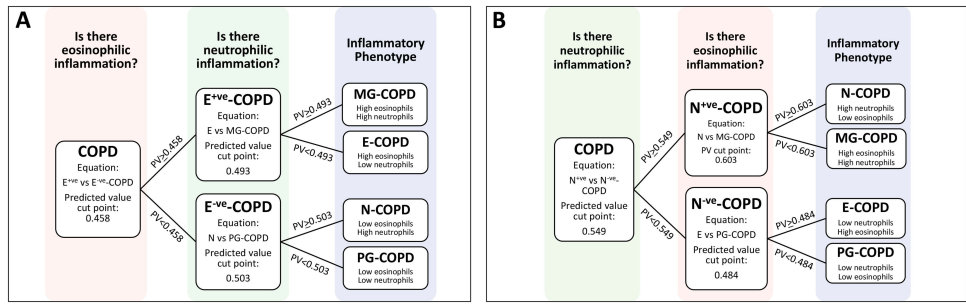 A
Is there
eosinophilic
inflammation?
Is there
neutrophilic
inflammation?
Inflammatory
Phenotype
COPD
Equation:
E+ve vs E-ve-COPD
Predicted value
cut point:
0.458
PV≥0.458
PV<0.458
E+ve-COPD
Equation:
E vs MG-COPD
Predicted value
cut point:
0.493
PV≥0.493
PV<0.493
MG-COPD
High eosinophils
High neutrophils
E-COPD
High eosinophils
Low neutrophils
E-ve-COPD
Equation:
N vs PG-COPD
Predicted value
cut point:
0.503
PV≥0.503
PV<0.503
N-COPD
Low eosinophils
High neutrophils
PG-COPD
Low eosinophils
Low neutrophils
B
Is there
neutrophilic
inflammation?
Is there
eosinophilic
inflammation?
Inflammatory
Phenotype
COPD
Equation:
N+ve vs N-ve-
COPD
Predicted value
cut point:
0.549
PV≥0.549
PV<0.549
N+ve-COPD
Equation:
N vs MG-COPD
PV cut point:
0.603
PV≥0.603
PV<0.603
N-COPD
High neutrophils
Low eosinophils
MG-COPD
High eosinophils
High neutrophils
N-ve-COPD
Equation:
E vs PG-COPD
Predicted value
cut point:
0.484
PV≥0.484
PV<0.484
E-COPD
Low neutrophils
High eosinophils
PG-COPD
Low neutrophils
Low eosinophils